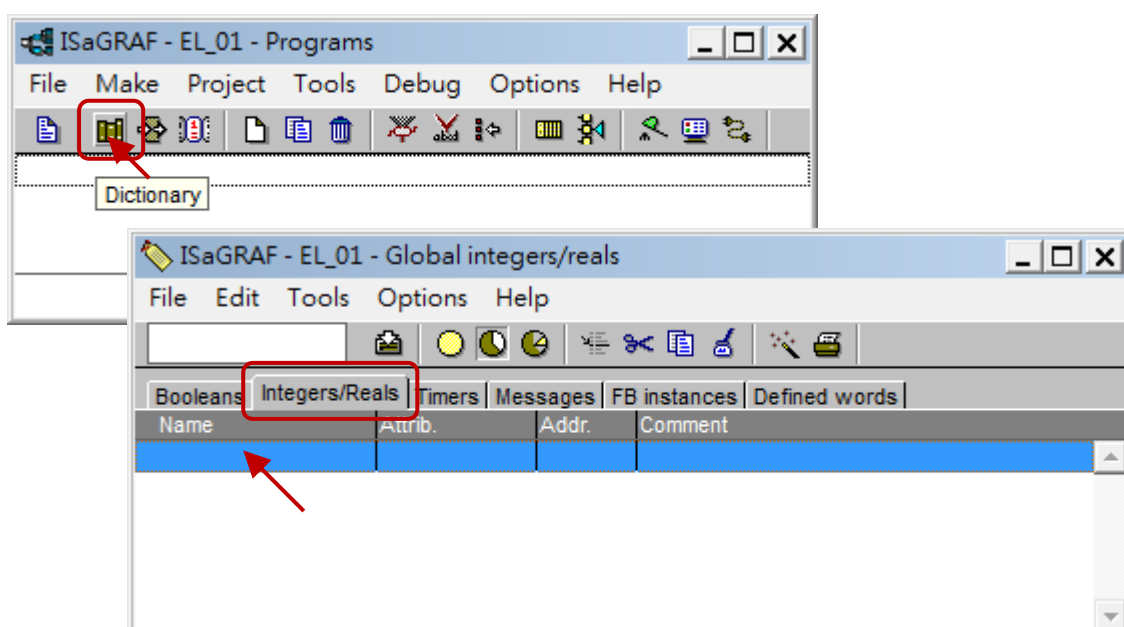 ISaGRAF - EL_01 - Programs
File Make Project Tools Debug Options Help
Dictionary
ISaGRAF - EL_01 - Global integers/reals
File Edit Tools Options Help
Booleans Integers/Reals Timers Messages FB instances Defined words
Name Attrib. Addr. Comment